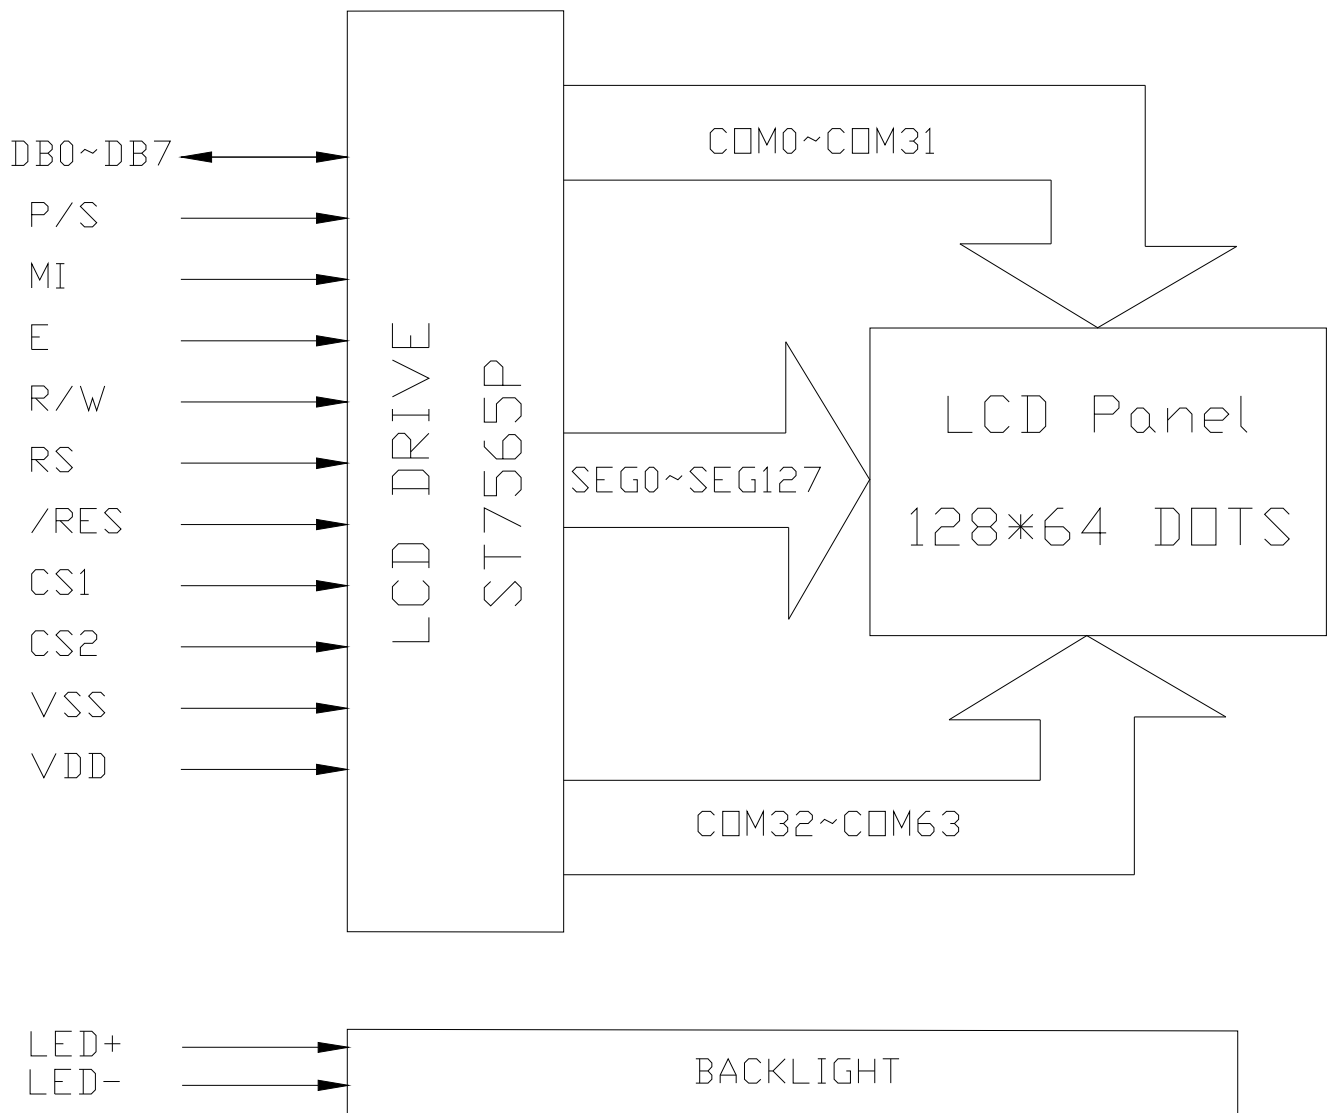 DB0~DB7
P/S
MI
E
R/W
RS
/RES
CS1
CS2
VSS
VDD
LCD DRIVE
ST7565P
COM0~COM31
SEG0~SEG127
COM32~COM63
LCD Panel
128*64 DOTS
LED+
LED-
BACKLIGHT